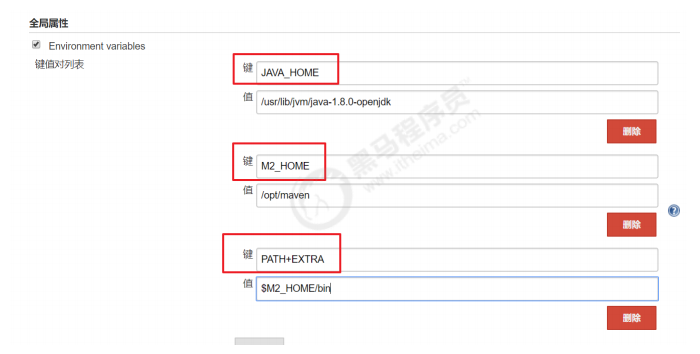 全局属性
Environment variables
键值对列表
键 JAVA_HOME
值 /usr/lib/jvm/java-1.8.0-openjdk
删除
键 M2_HOME
值 /opt/maven
删除
键 PATH+EXTRA
值 $M2_HOME/bin
删除
黑马程序员
www.itheima.com